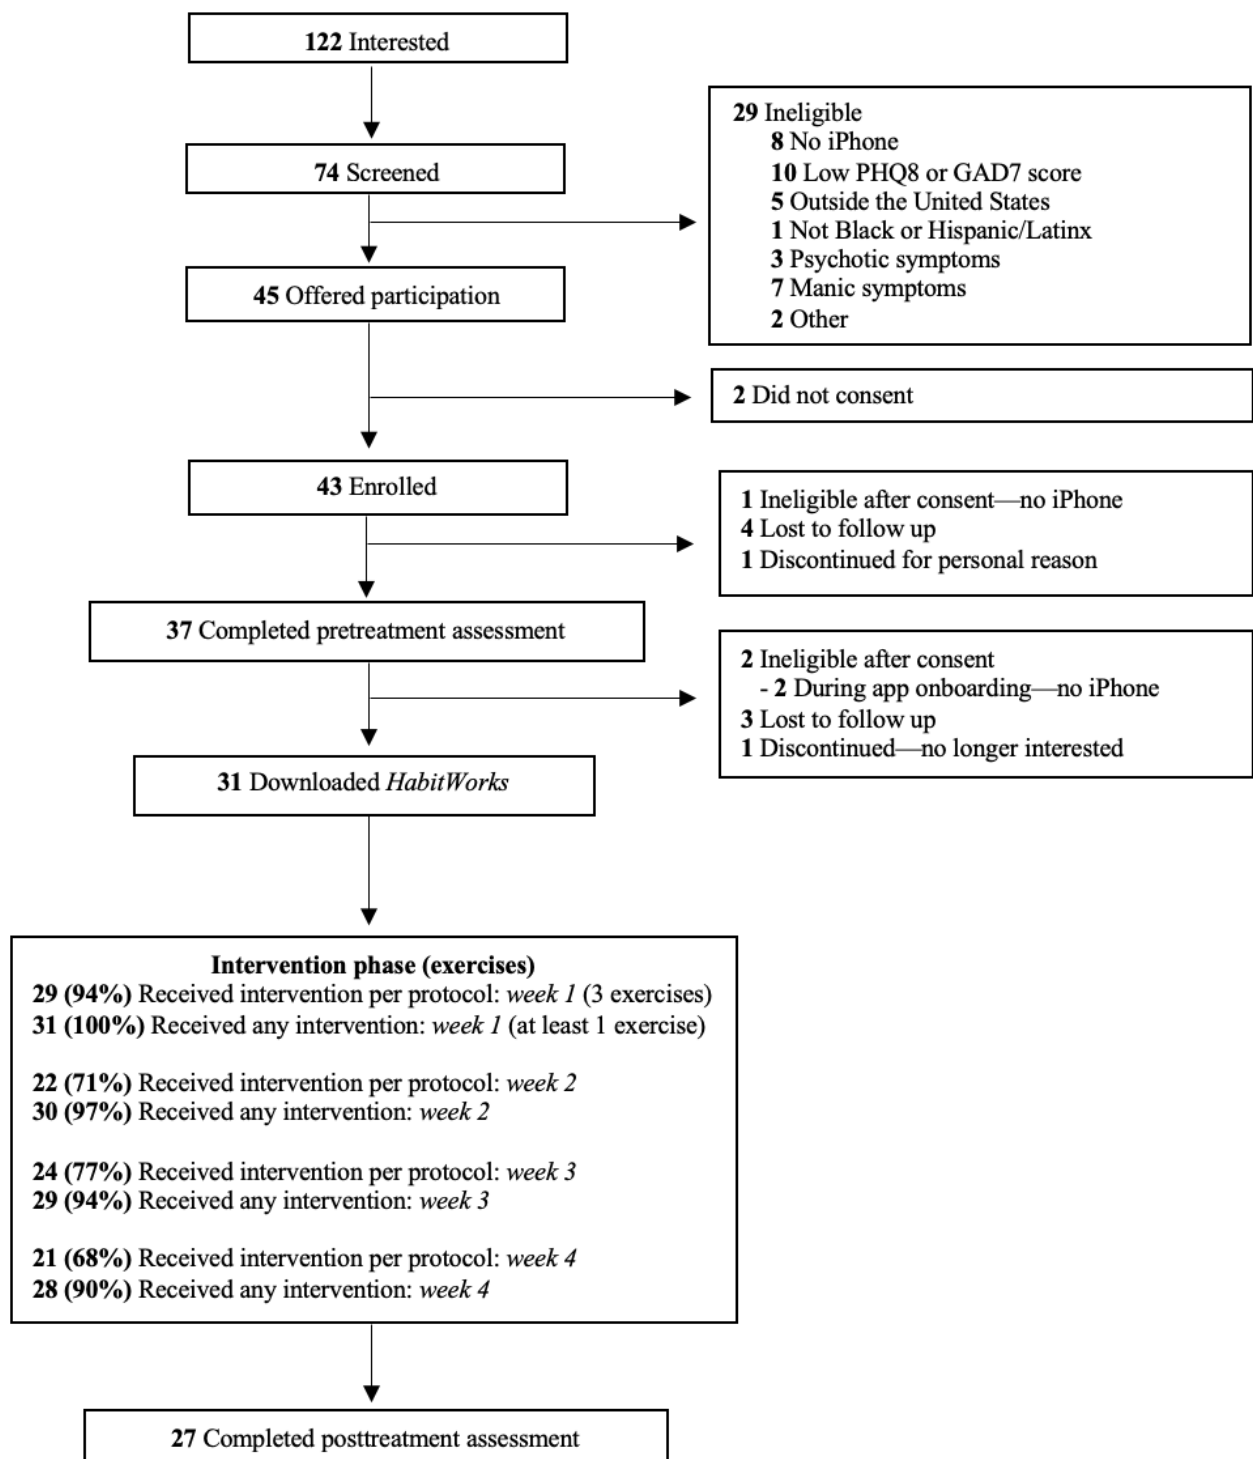 122 Interested
74 Screened
29 Ineligible
8 No iPhone
10 Low PHQ8 or GAD7 score
5 Outside the United States
1 Not Black or Hispanic/Latinx
3 Psychotic symptoms
7 Manic symptoms
2 Other
45 Offered participation
2 Did not consent
43 Enrolled
1 Ineligible after consent—no iPhone
4 Lost to follow up
1 Discontinued for personal reason
37 Completed pretreatment assessment
2 Ineligible after consent
- 2 During app onboarding—no iPhone
3 Lost to follow up
1 Discontinued—no longer interested
31 Downloaded HabitWorks
Intervention phase (exercises)
29 (94%) Received intervention per protocol: week 1 (3 exercises)
31 (100%) Received any intervention: week 1 (at least 1 exercise)
22 (71%) Received intervention per protocol: week 2
30 (97%) Received any intervention: week 2
24 (77%) Received intervention per protocol: week 3
29 (94%) Received any intervention: week 3
21 (68%) Received intervention per protocol: week 4
28 (90%) Received any intervention: week 4
27 Completed posttreatment assessment